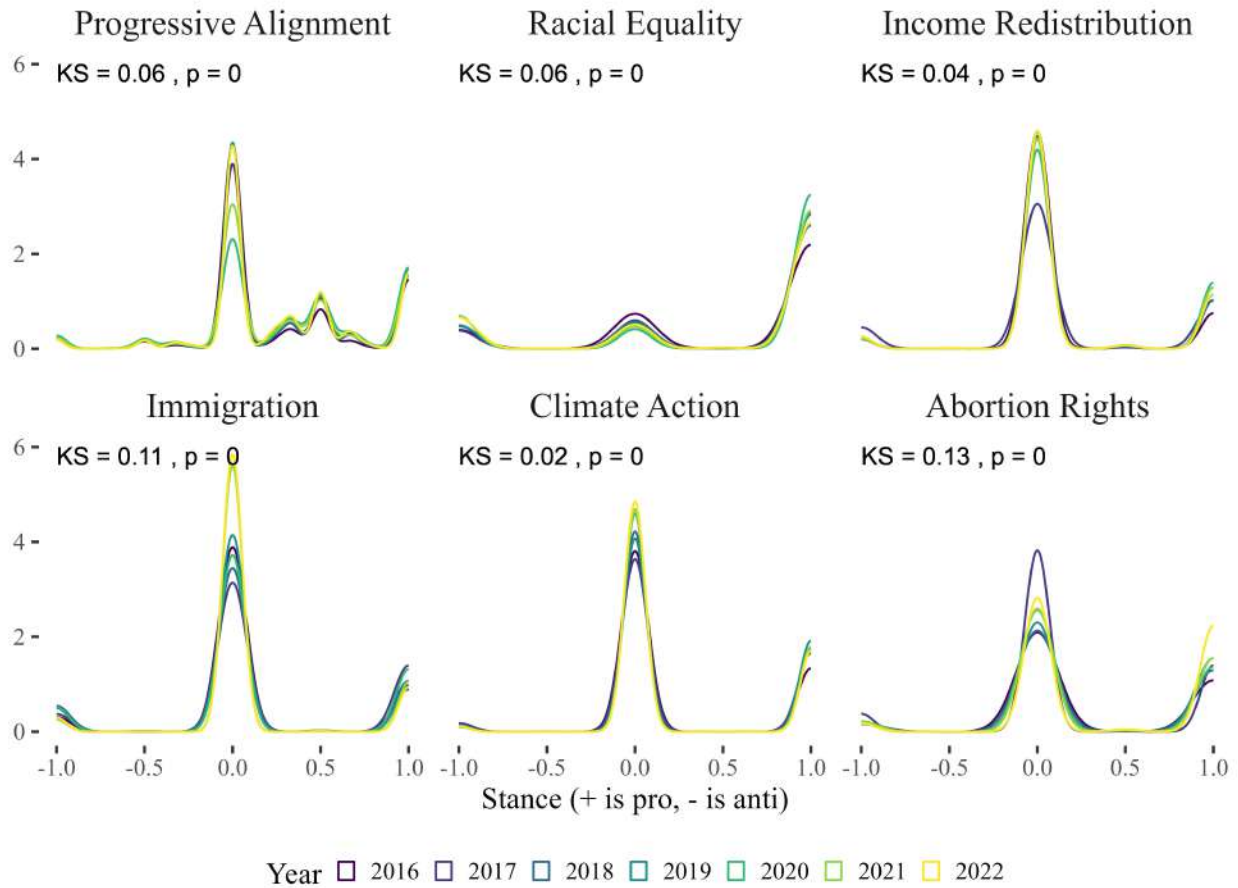 Progressive Alignment Racial Equality Income Redistribution
6 KS = 0.06 , p = 0 KS = 0.06 , p = 0 KS = 0.04 , p = 0
4
2
0
Immigration Climate Action Abortion Rights
6 KS = 0.11 , p = 0 KS = 0.02 , p = 0 KS = 0.13 , p = 0
4
2
0
-1.0 -0.5 0.0 0.5 1.0 -1.0 -0.5 0.0 0.5 1.0 -1.0 -0.5 0.0 0.5 1.0
Stance (+ is pro, - is anti)
Year 2016 2017 2018 2019 2020 2021 2022